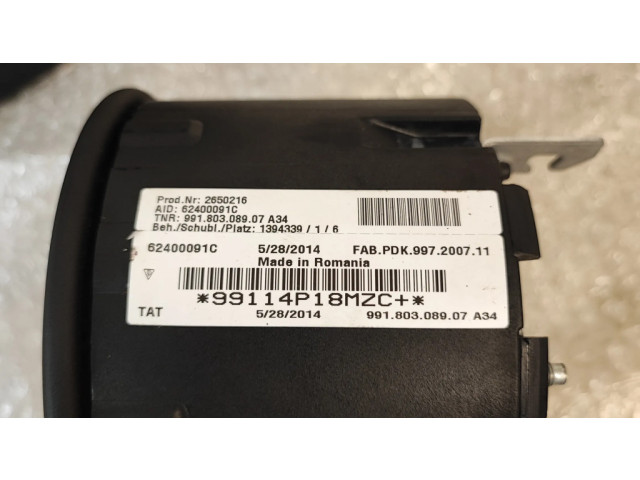 Prod.Nr: 2650216
AID: 62400091C
TNR: 991.803.089.07 A34
Beh./Schubl./Platz: 1394339 / 1 / 6
62400091C 5/28/2014 FAB.PDK.997.2007.11
Made in Romania
*99114P18MZC+*
TAT 5/28/2014 991.803.089.07 A34